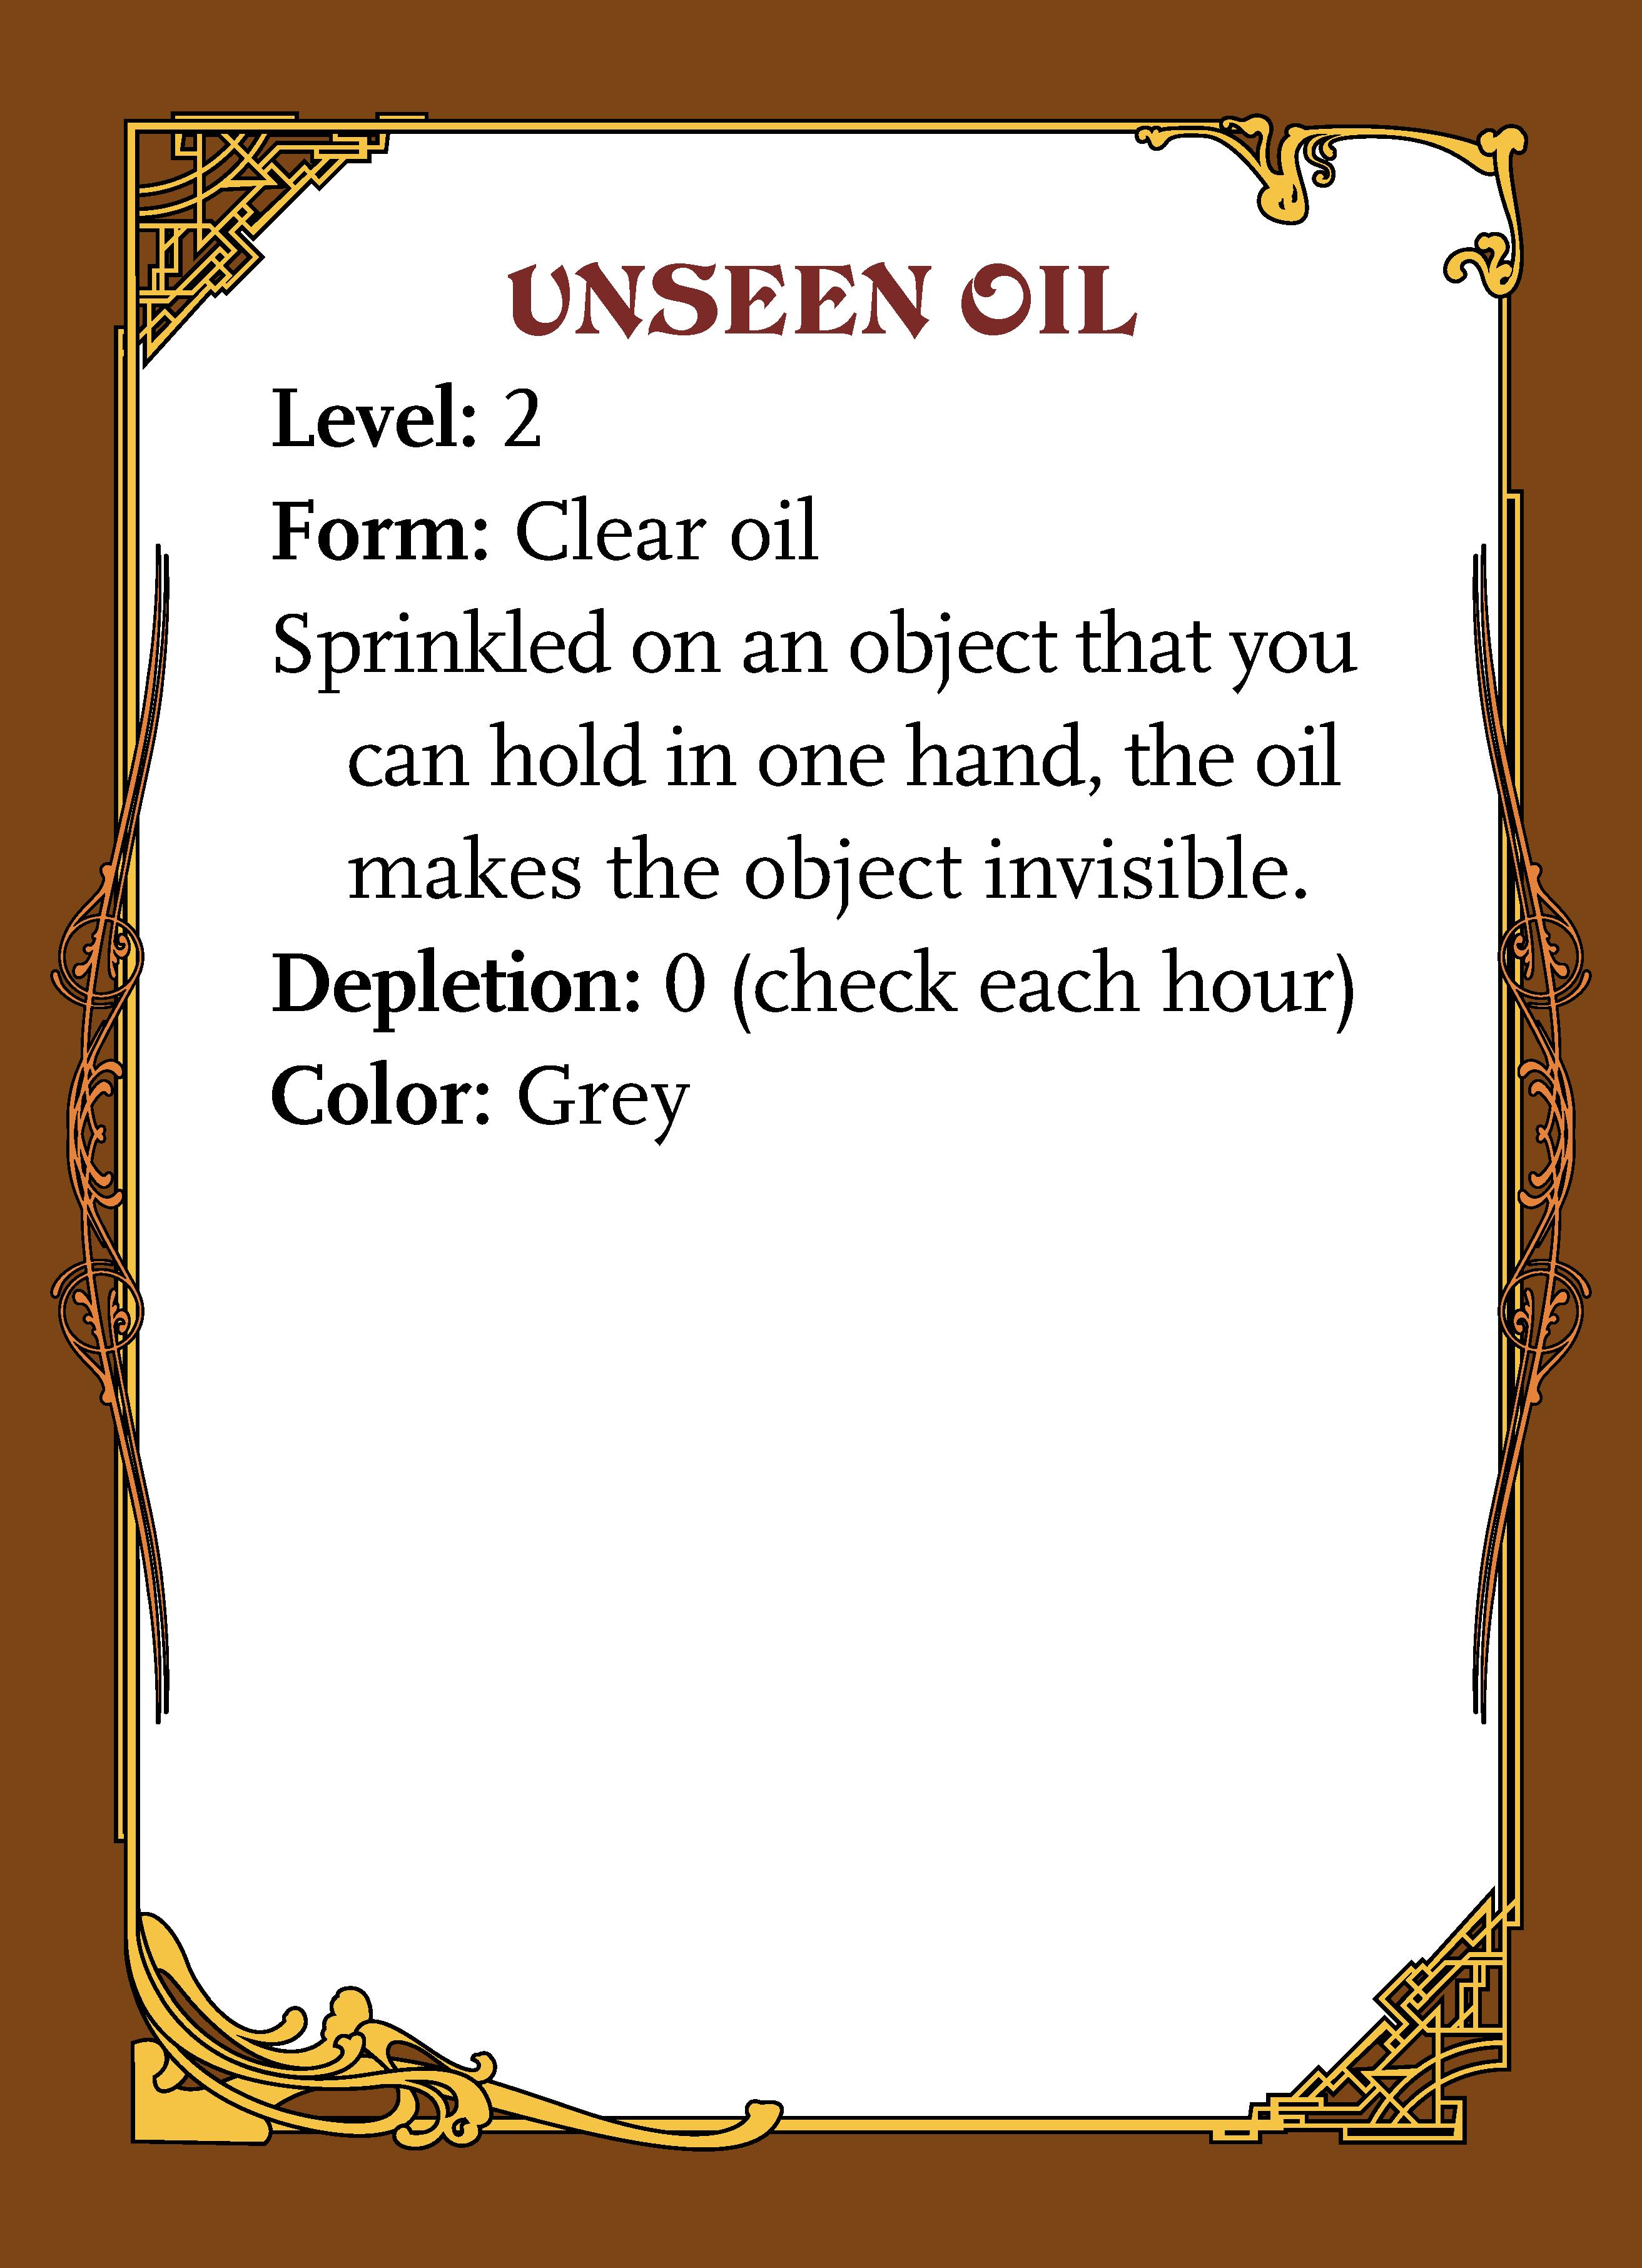 UNSEEN OIL
Level: 2
Form: Clear oil
Sprinkled on an object that you
can hold in one hand, the oil
makes the object invisible.
Depletion: 0 (check each hour)
Color: Grey